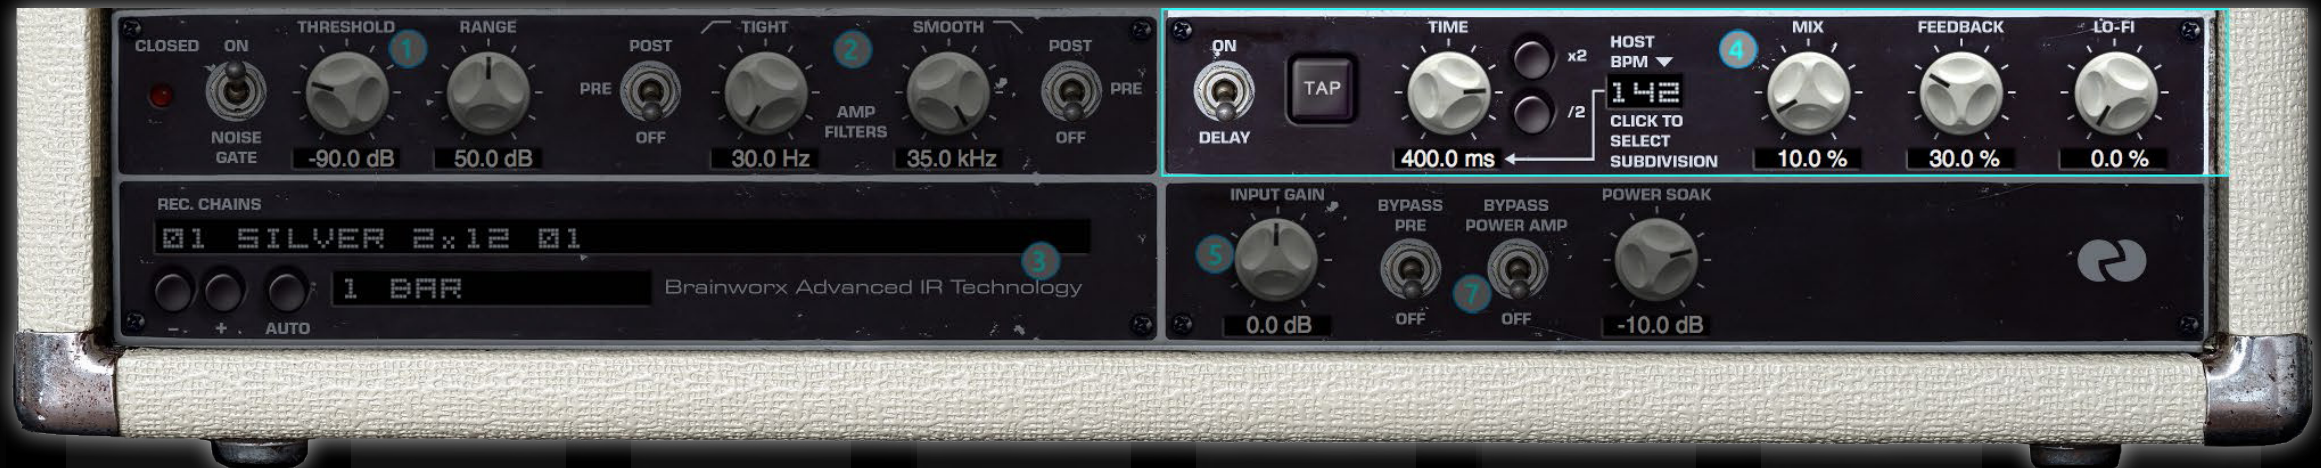 THRESHOLD
1
RANGE
CLOSED
ON
NOISE
GATE
-90.0 dB
50.0 dB
POST
PRE
OFF
TIGHT
30.0 Hz
2
AMP
FILTERS
SMOOTH
35.0 kHz
POST
PRE
OFF
ON
DELAY
TAP
TIME
400.0 ms
x2
/2
HOST
BPM
142
CLICK TO
SELECT
SUBDIVISION
4
MIX
10.0 %
FEEDBACK
30.0 %
LO-FI
0.0 %
REC. CHAINS
01 SILVER 2x12 01
3
- + AUTO
1 BAR
Brainworx Advanced IR Technology
INPUT GAIN
5
0.0 dB
BYPASS
PRE
OFF
BYPASS
POWER AMP
7
OFF
POWER SOAK
-10.0 dB